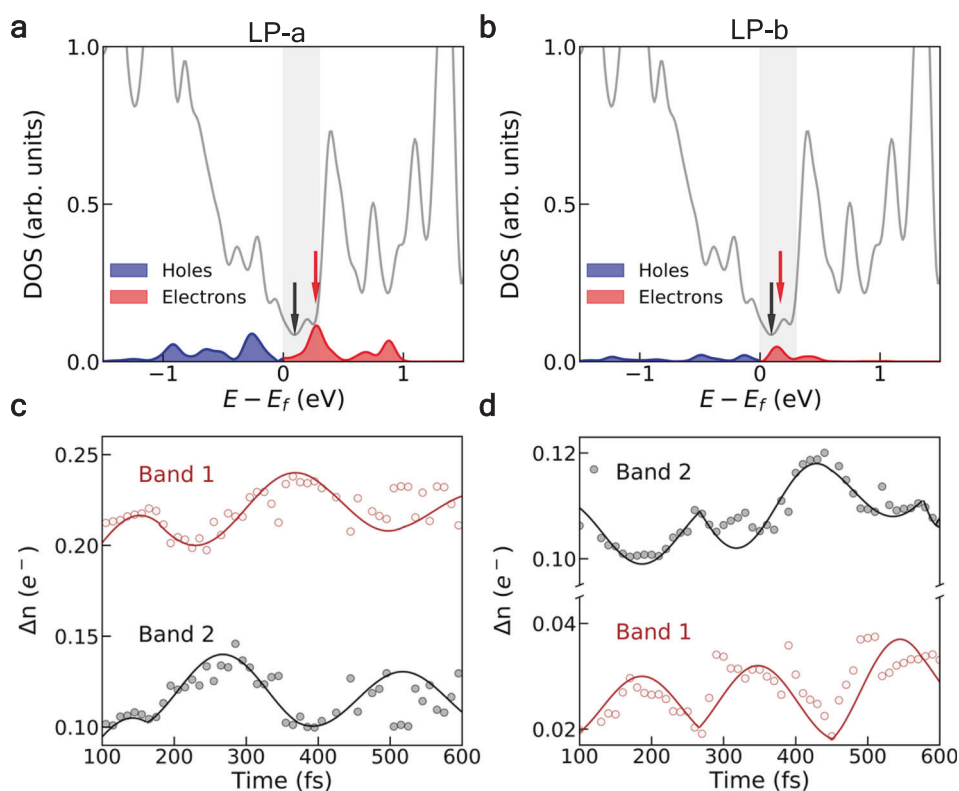 a
LP-a
b
LP-b
1.0
0.5
0.0
DOS (arb. units)
Holes
Electrons
−1
0
1
E − E_f (eV)
1.0
0.5
0.0
DOS (arb. units)
Holes
Electrons
−1
0
1
E − E_f (eV)
c
d
0.25
0.20
0.15
0.10
Δn (e⁻)
Band 1
Band 2
100
200
300
400
500
600
Time (fs)
0.12
0.10
0.04
0.02
Δn (e⁻)
Band 2
Band 1
100
200
300
400
500
600
Time (fs)